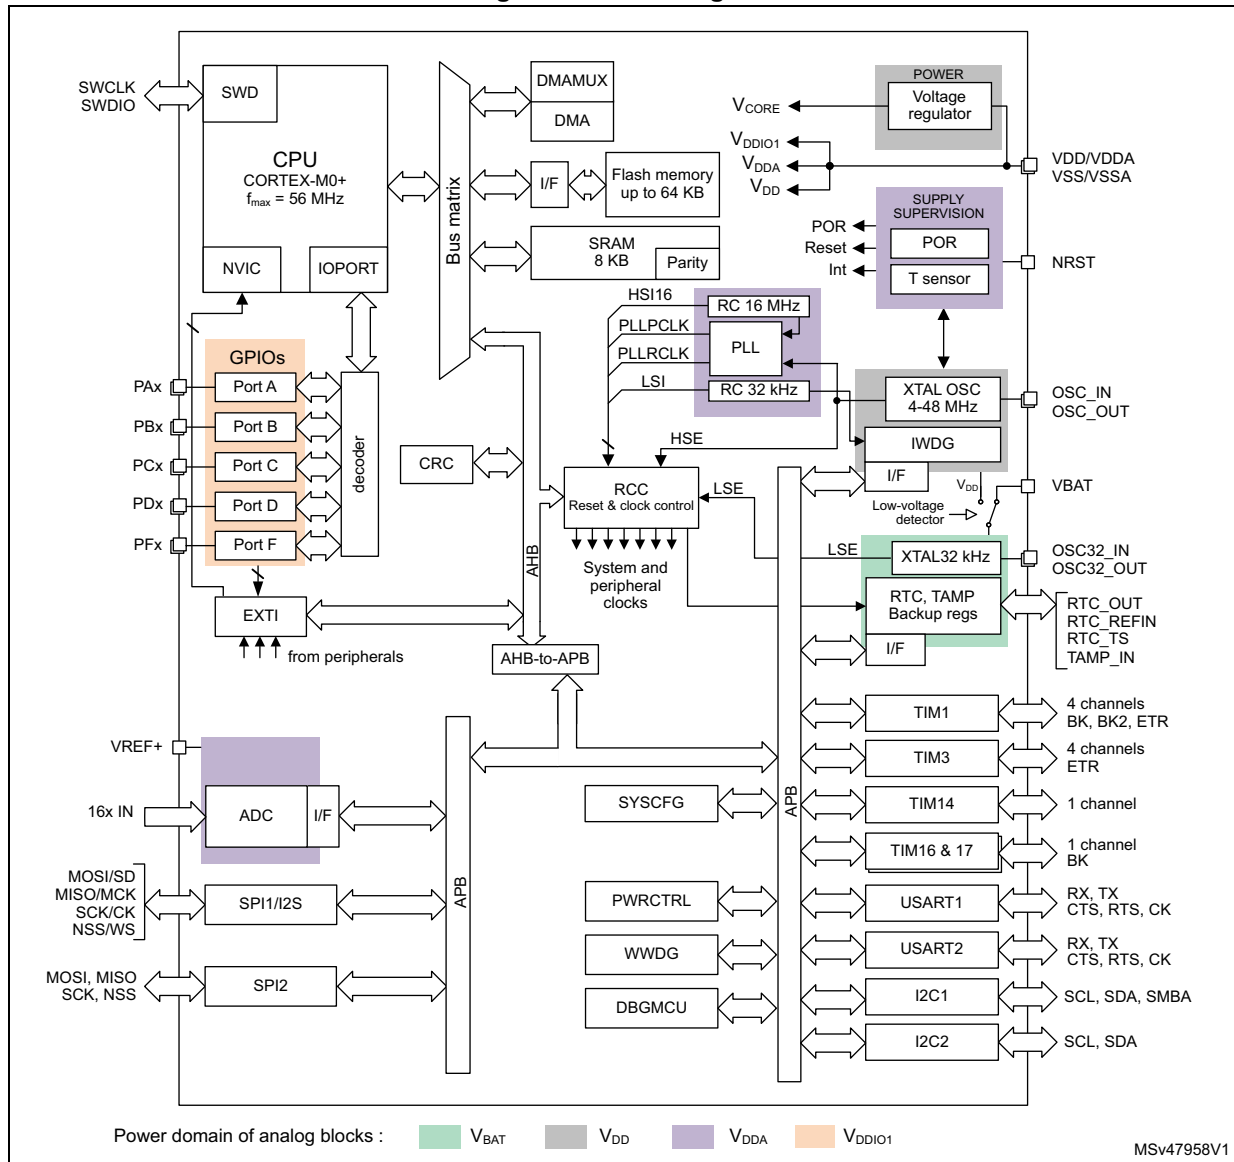 SWCLK
SWDIO
SWD
CPU
CORTEX-M0+
fmax = 56 MHz
NVIC
IOPORT
Bus matrix
DMAMUX
DMA
I/F
Flash memory
up to 64 KB
SRAM
8 KB
Parity
POWER
Voltage
regulator
VCORE
VDDIO1
VDDA
VDD
VDD/VDDA
VSS/VSSA
SUPPLY
SUPERVISION
POR
Reset
Int
POR
T sensor
NRST
HSI16
PLLPCLK
PLLRCLK
LSI
RC 16 MHz
PLL
RC 32 kHz
XTAL OSC
4-48 MHz
OSC_IN
OSC_OUT
IWDG
I/F
HSE
GPIOs
PAx
Port A
PBx
Port B
PCx
Port C
PDx
Port D
PFx
Port F
decoder
CRC
RCC
Reset & clock control
LSE
VDD
VBAT
Low-voltage
detector
System and
peripheral
clocks
LSE
XTAL32 kHz
OSC32_IN
OSC32_OUT
RTC, TAMP
Backup regs
I/F
RTC_OUT
RTC_REFIN
RTC_TS
TAMP_IN
EXTI
from peripherals
AHB
AHB-to-APB
VREF+
16x IN
ADC
I/F
MOSI/SD
MISO/MCK
SCK/CK
NSS/WS
SPI1/I2S
MOSI, MISO
SCK, NSS
SPI2
APB
SYSCFG
PWRCTRL
WWDG
DBGMCU
APB
TIM1
4 channels
BK, BK2, ETR
TIM3
4 channels
ETR
TIM14
1 channel
TIM16 & 17
1 channel
BK
USART1
RX, TX
CTS, RTS, CK
USART2
RX, TX
CTS, RTS, CK
I2C1
SCL, SDA, SMBA
I2C2
SCL, SDA
Power domain of analog blocks :
VBAT
VDD
VDDA
VDDIO1
MSv47958V1